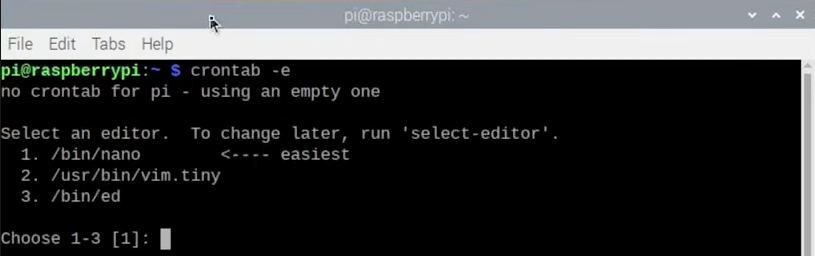 pi@raspberrypi: ~
File Edit Tabs Help
pi@raspberrypi:~ $ crontab -e
no crontab for pi - using an empty one
Select an editor.  To change later, run 'select-editor'.
  1. /bin/nano        <---- easiest
  2. /usr/bin/vim.tiny
  3. /bin/ed
Choose 1-3 [1]: